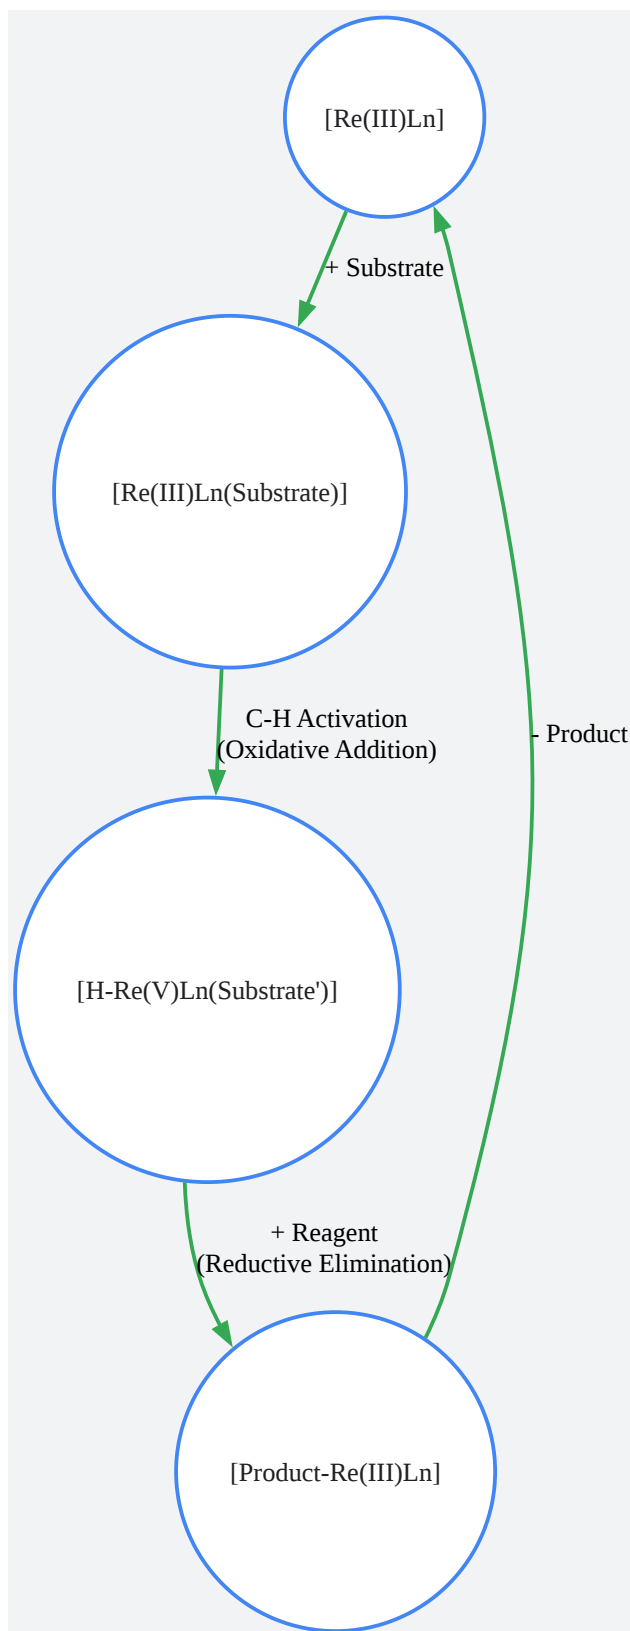 [Re(III)Ln]
+ Substrate
[Re(III)Ln(Substrate)]
C-H Activation
(Oxidative Addition)
- Product
[H-Re(V)Ln(Substrate')]
+ Reagent
(Reductive Elimination)
[Product-Re(III)Ln]